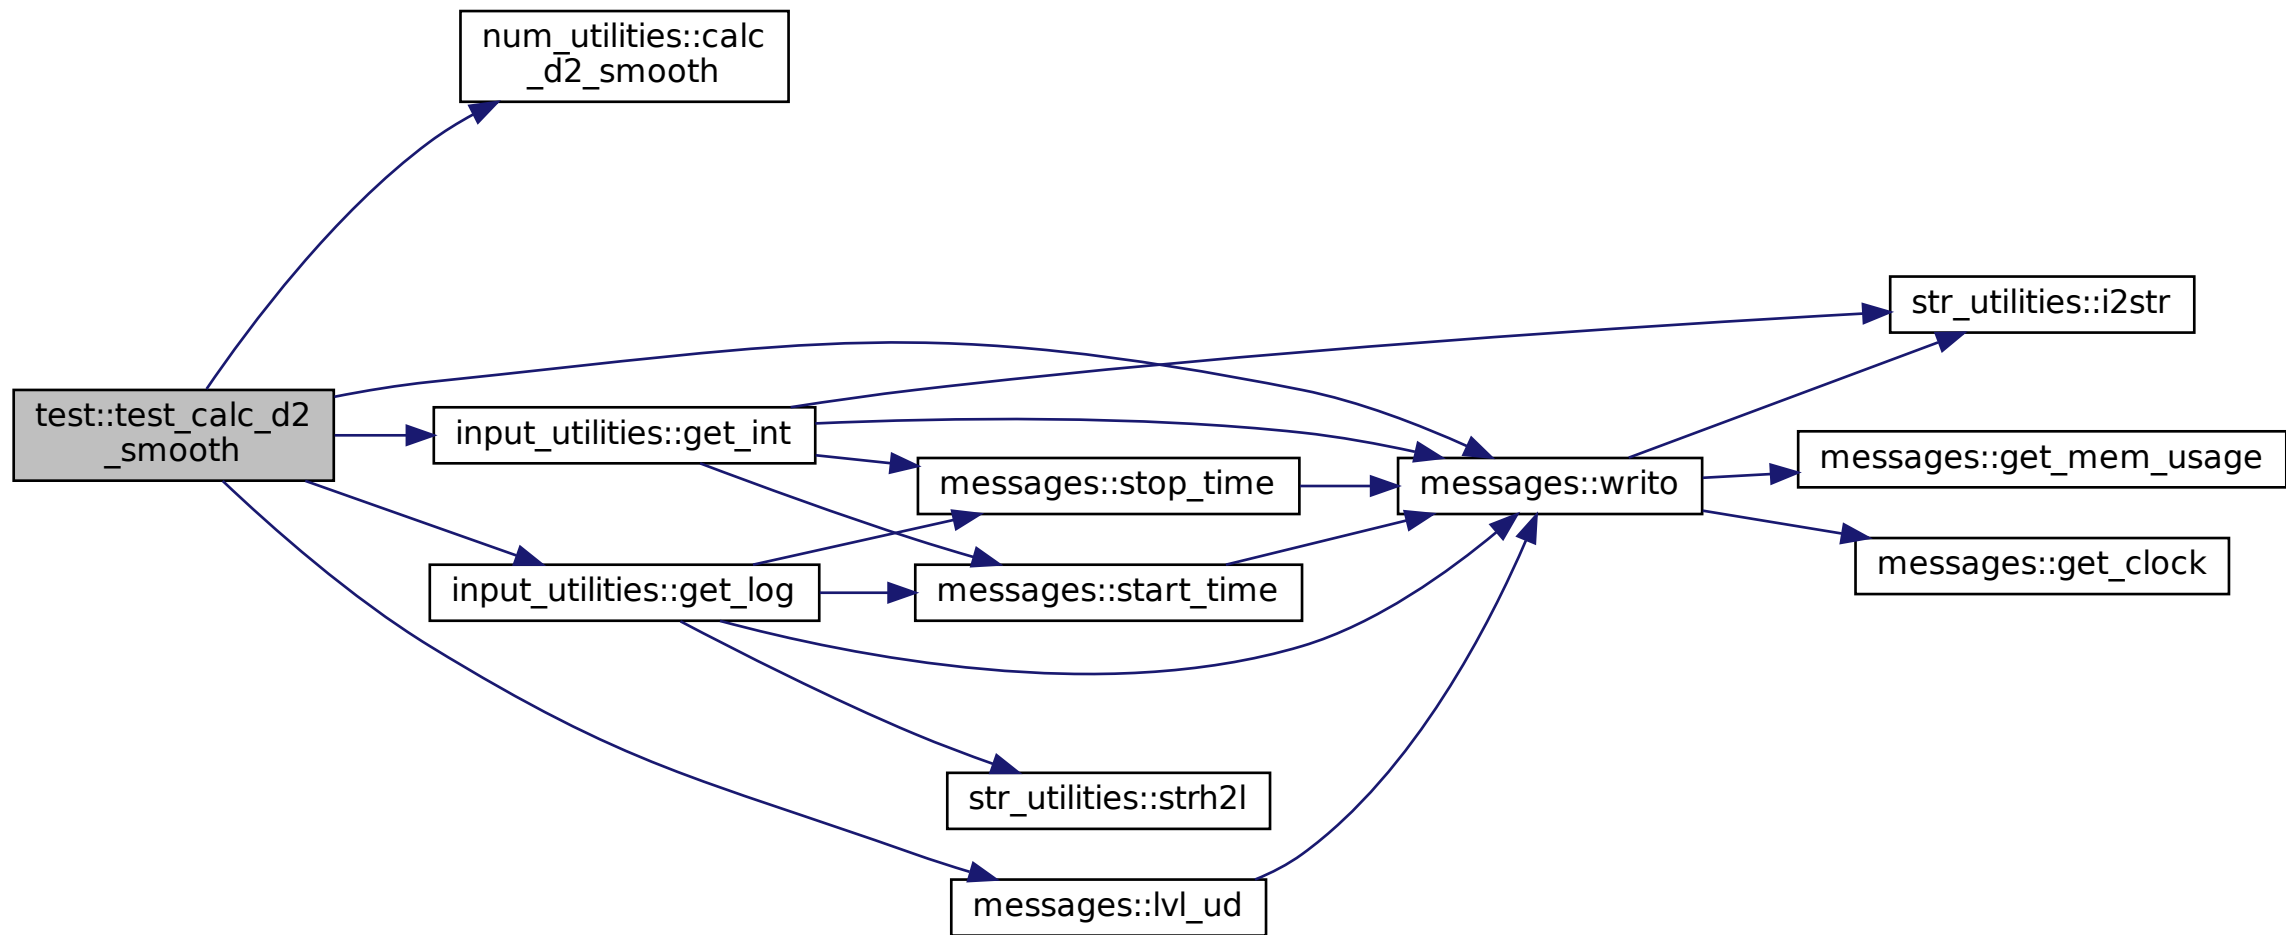 num_utilities::calc
_d2_smooth
str_utilities::i2str
test::test_calc_d2
_smooth
input_utilities::get_int
messages::stop_time
messages::writo
messages::get_mem_usage
messages::get_clock
input_utilities::get_log
messages::start_time
str_utilities::strh2l
messages::lvl_ud